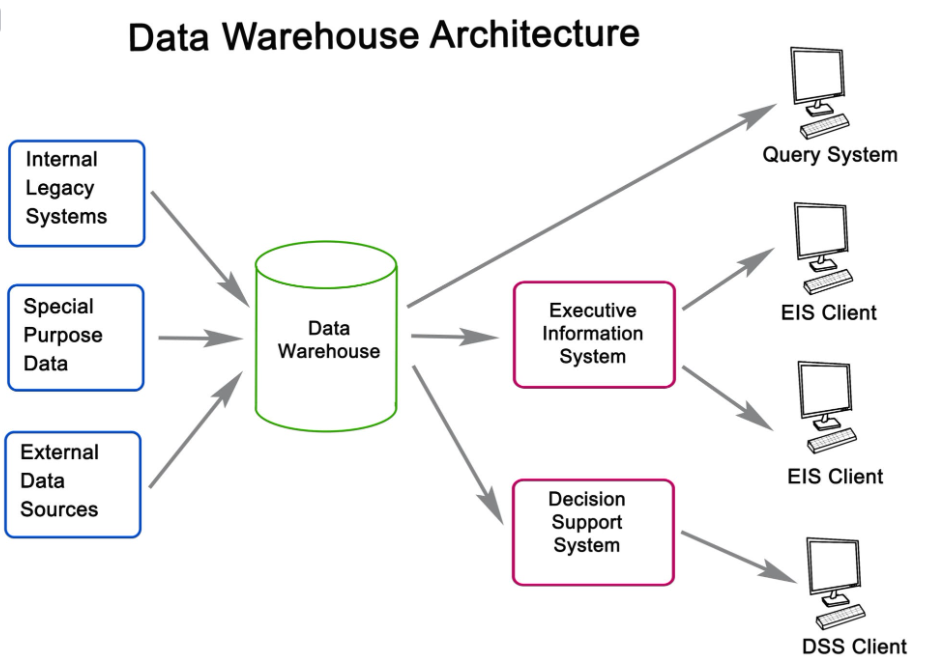 Data Warehouse Architecture
Internal
Legacy
Systems
Special
Purpose
Data
External
Data
Sources
Data
Warehouse
Executive
Information
System
Decision
Support
System
Query System
EIS Client
EIS Client
DSS Client